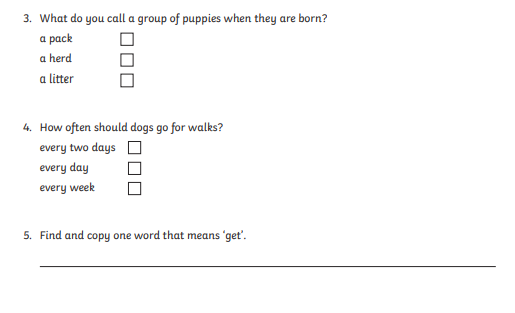 3. What do you call a group of puppies when they are born?
a pack
a herd
a litter
4. How often should dogs go for walks?
every two days
every day
every week
5. Find and copy one word that means ‘get’.